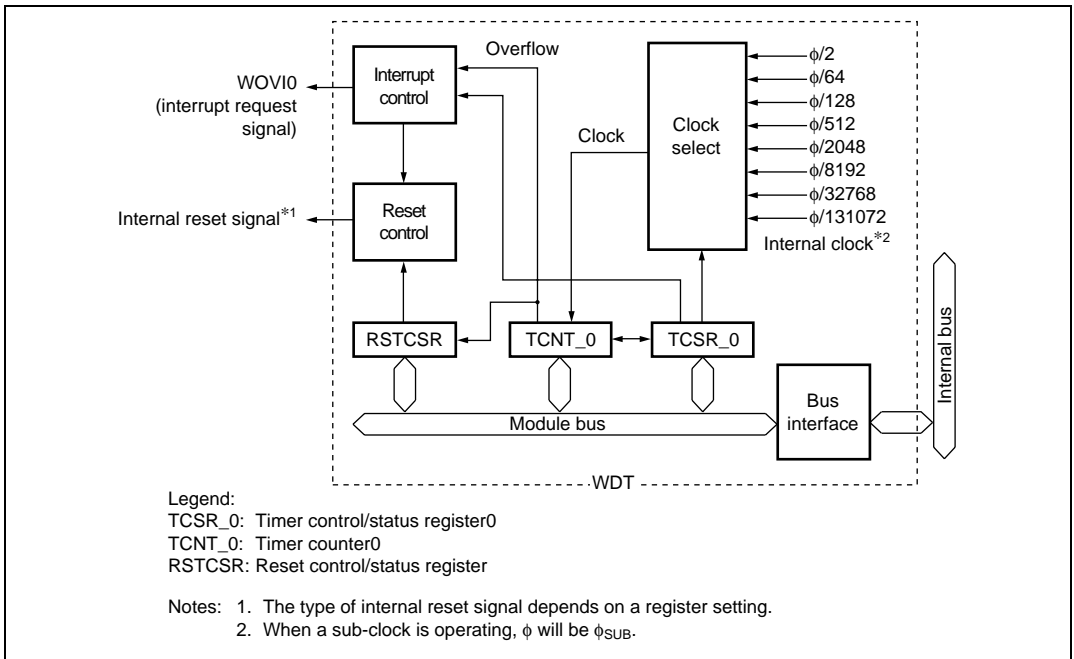 Overflow
Interrupt
control
WOVI0
(interrupt request
signal)
Reset
control
Internal reset signal*1
Clock
Clock
select
ϕ/2
ϕ/64
ϕ/128
ϕ/512
ϕ/2048
ϕ/8192
ϕ/32768
ϕ/131072
Internal clock*2
RSTCSR
TCNT_0
TCSR_0
Module bus
Bus
interface
Internal bus
WDT
Legend:
TCSR_0: Timer control/status register0
TCNT_0: Timer counter0
RSTCSR: Reset control/status register
Notes: 1. The type of internal reset signal depends on a register setting.
2. When a sub-clock is operating, ϕ will be ϕSUB.